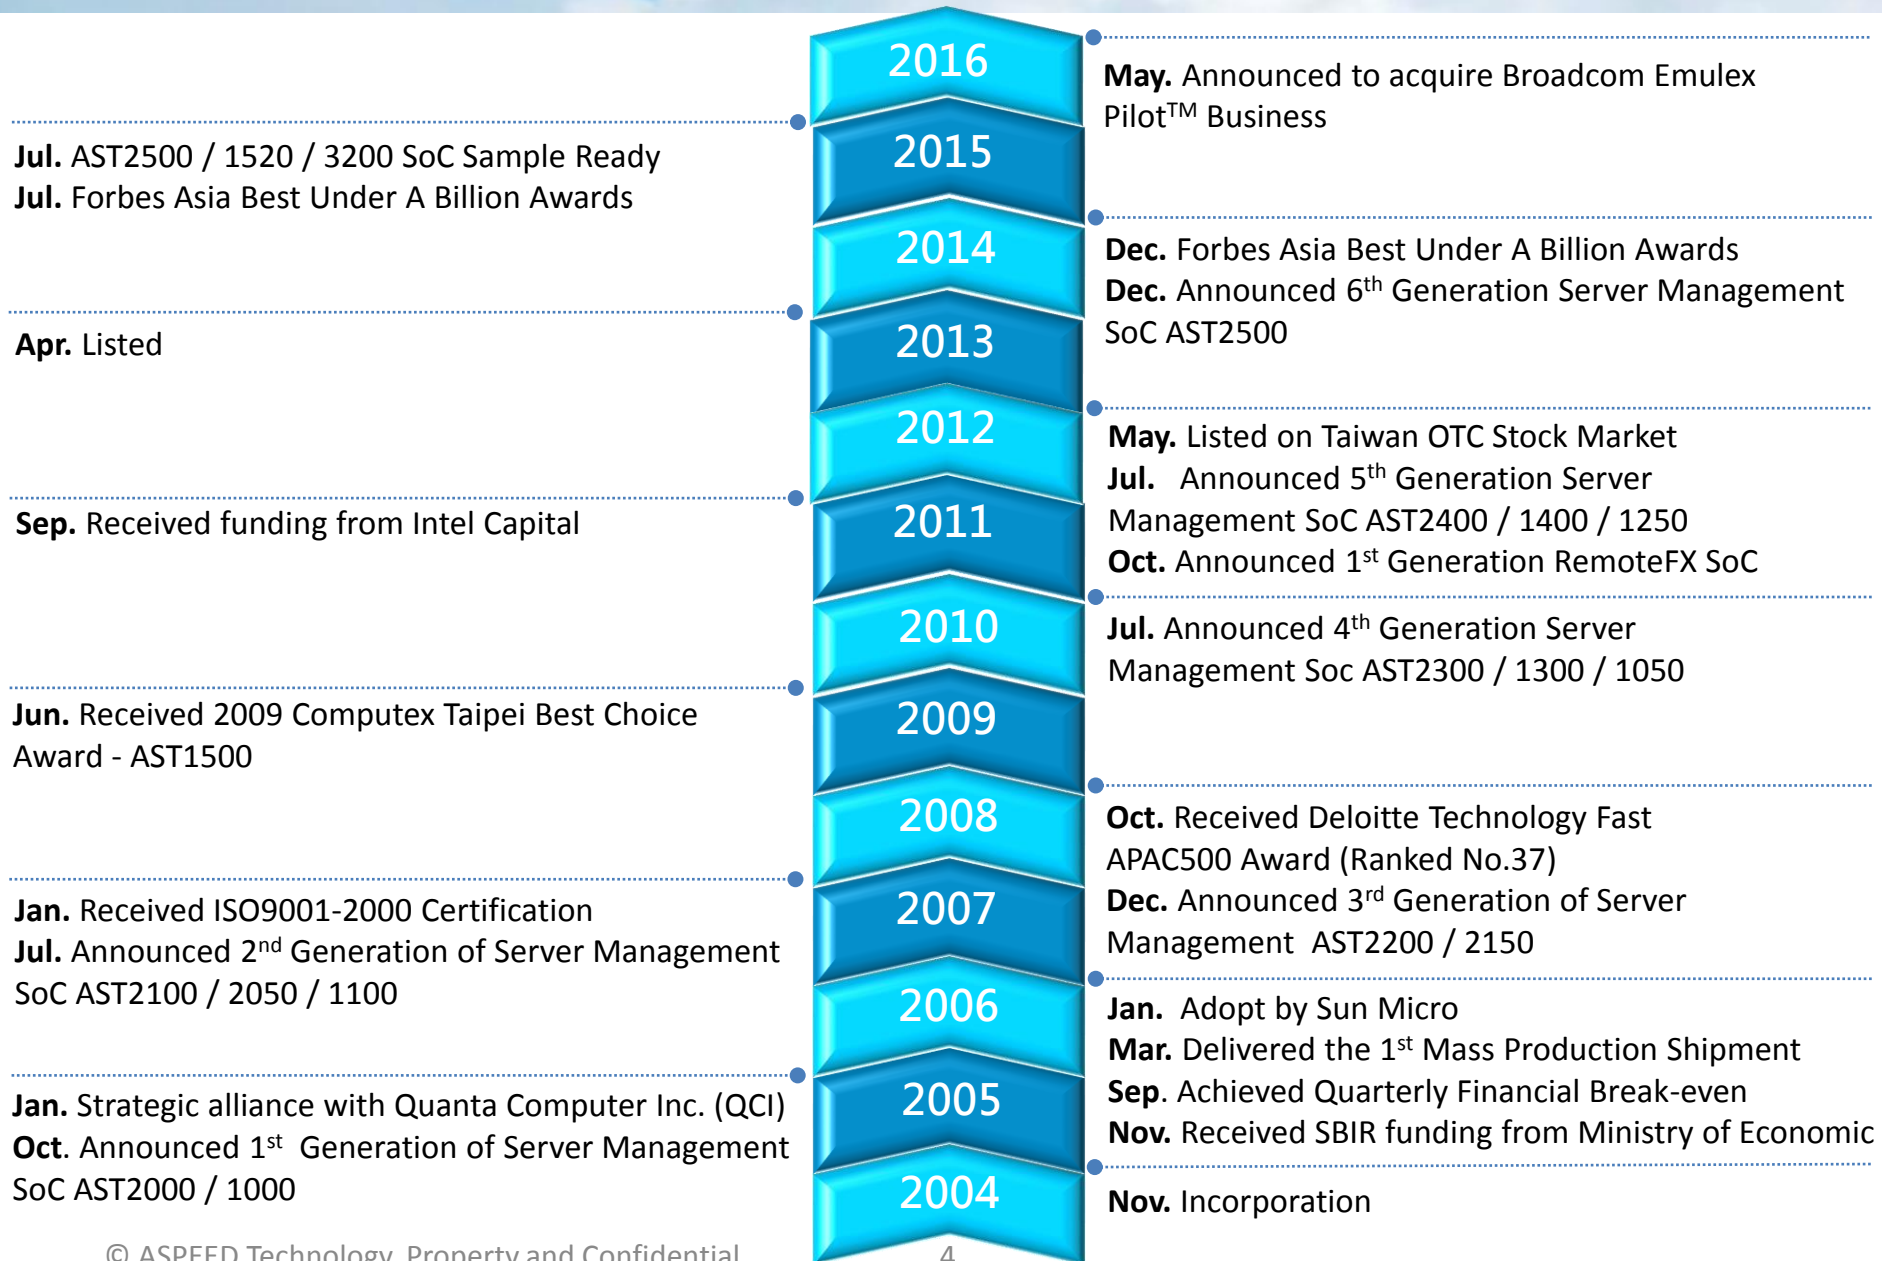 2016
May. Announced to acquire Broadcom Emulex
Pilot™ Business
2015
Jul. AST2500 / 1520 / 3200 SoC Sample Ready
Jul. Forbes Asia Best Under A Billion Awards
2014
Dec. Forbes Asia Best Under A Billion Awards
Dec. Announced 6th Generation Server Management
SoC AST2500
2013
Apr. Listed
2012
May. Listed on Taiwan OTC Stock Market
Jul. Announced 5th Generation Server
Management SoC AST2400 / 1400 / 1250
Oct. Announced 1st Generation RemoteFX SoC
2011
Sep. Received funding from Intel Capital
2010
Jul. Announced 4th Generation Server
Management Soc AST2300 / 1300 / 1050
2009
Jun. Received 2009 Computex Taipei Best Choice
Award - AST1500
2008
Oct. Received Deloitte Technology Fast
APAC500 Award (Ranked No.37)
Dec. Announced 3rd Generation of Server
Management AST2200 / 2150
2007
Jan. Received ISO9001-2000 Certification
Jul. Announced 2nd Generation of Server Management
SoC AST2100 / 2050 / 1100
2006
Jan. Adopt by Sun Micro
Mar. Delivered the 1st Mass Production Shipment
Sep. Achieved Quarterly Financial Break-even
Nov. Received SBIR funding from Ministry of Economic
2005
Jan. Strategic alliance with Quanta Computer Inc. (QCI)
Oct. Announced 1st Generation of Server Management
SoC AST2000 / 1000
2004
Nov. Incorporation
© ASPEED Technology. Property and Confidential
4